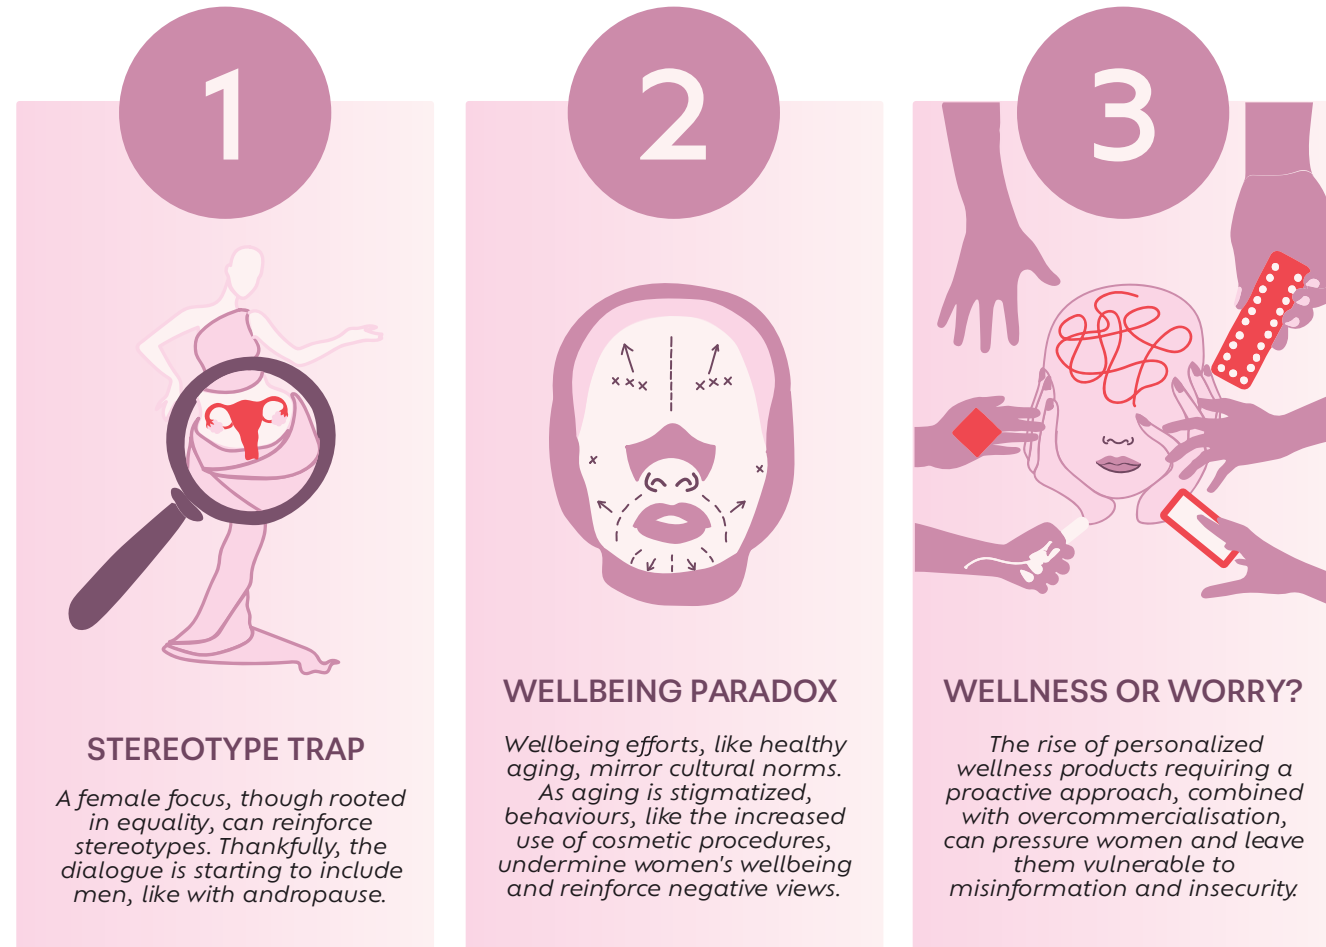 1
STEREOTYPE TRAP
A female focus, though rooted
in equality, can reinforce
stereotypes. Thankfully, the
dialogue is starting to include
men, like with andropause.
2
WELLBEING PARADOX
Wellbeing efforts, like healthy
aging, mirror cultural norms.
As aging is stigmatized,
behaviours, like the increased
use of cosmetic procedures,
undermine women's wellbeing
and reinforce negative views.
3
WELLNESS OR WORRY?
The rise of personalized
wellness products requiring a
proactive approach, combined
with overcommercialisation,
can pressure women and leave
them vulnerable to
misinformation and insecurity.